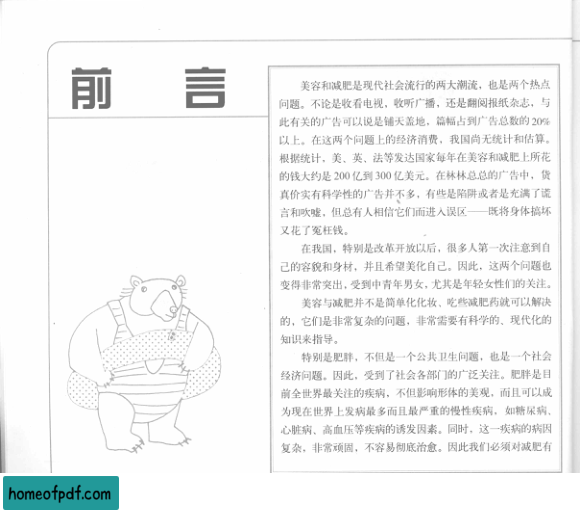 前 言
美容和减肥是现代社会流行的两大潮流，也是两个热点
问题。不论是收看电视，收听广播，还是翻阅报纸杂志，与
此有关的广告可以说是铺天盖地，篇幅占到广告总数的20%
以上。在这两个问题上的经济消费，我国尚无统计和估算。
根据统计，美、英、法等发达国家每年在美容和减肥上所花
的钱大约是200亿到300亿美元。在林林总总的广告中，货
真价实有科学性的广告并不多，有些是陷阱或者是充满了谎
言和吹嘘，但总有人相信它们而进入误区——既将身体搞坏
又花了冤枉钱。
在我国，特别是改革开放以后，很多人第一次注意到自
己的容貌和身材，并且希望美化自己。因此，这两个问题也
变得非常突出，受到中青年男女，尤其是年轻女性们的关注。
美容与减肥并不是简单化化妆、吃些减肥药就可以解决
的，它们是非常复杂的问题，非常需要有科学的、现代化的
知识来指导。
特别是肥胖，不但是一个公共卫生问题，也是一个社会
经济问题。因此，受到了社会各部门的广泛关注。肥胖是目
前全世界最关注的疾病，不但影响形体的美观，而且可以成
为现在世界上发病最多而且最严重的慢性疾病，如糖尿病、
心脏病、高血压等疾病的诱发因素。同时，这一疾病的病因
复杂，非常顽固，不容易彻底治愈。因此我们必须对减肥有
homeofpdf.com